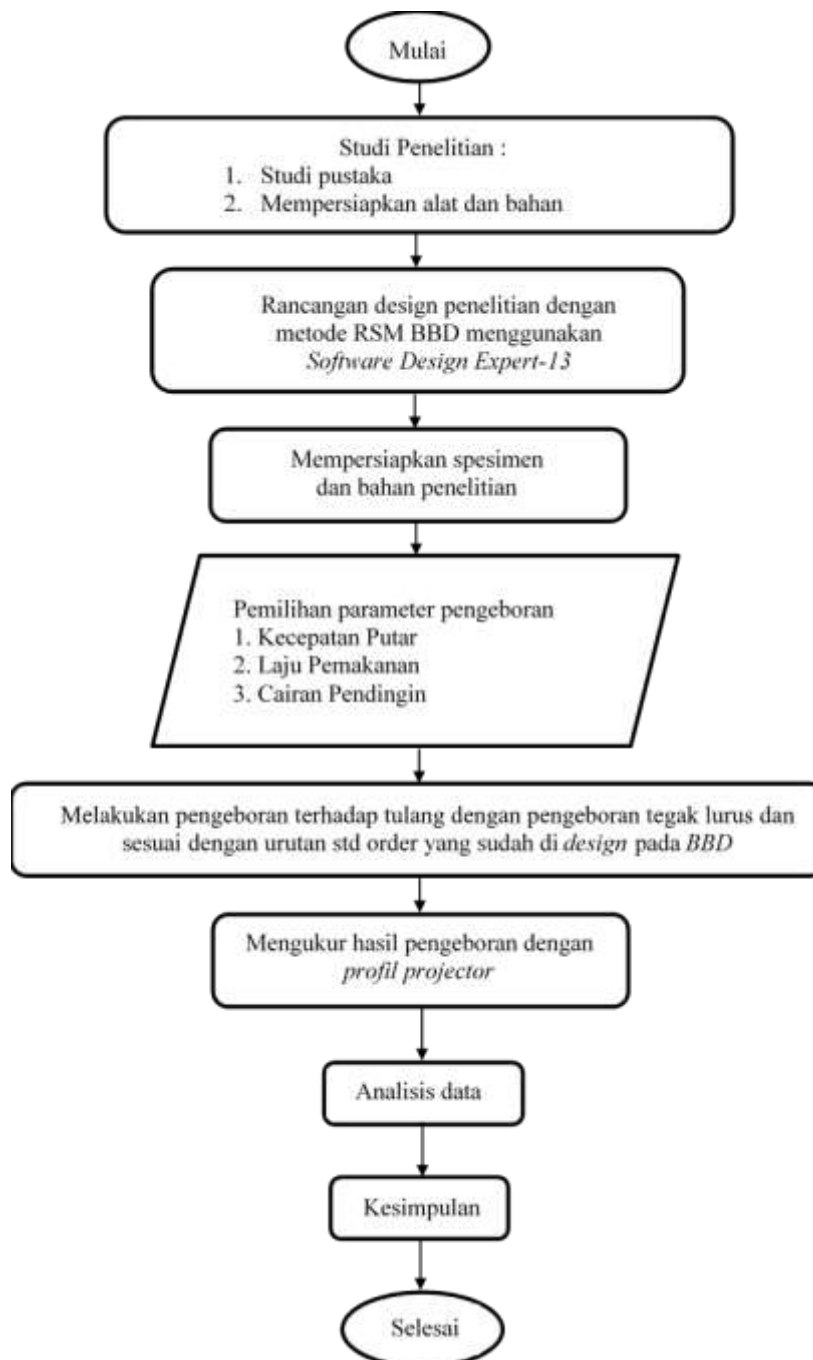 Mulai
Studi Penelitian :
1. Studi pustaka
2. Mempersiapkan alat dan bahan
Rancangan design penelitian dengan
metode RSM BBD menggunakan
Software Design Expert-13
Mempersiapkan spesimen
dan bahan penelitian
Pemilihan parameter pengeboran
1. Kecepatan Putar
2. Laju Pemakanan
3. Cairan Pendingin
Melakukan pengeboran terhadap tulang dengan pengeboran tegak lurus dan
sesuai dengan urutan std order yang sudah di design pada BBD
Mengukur hasil pengeboran dengan
profil projector
Analisis data
Kesimpulan
Selesai